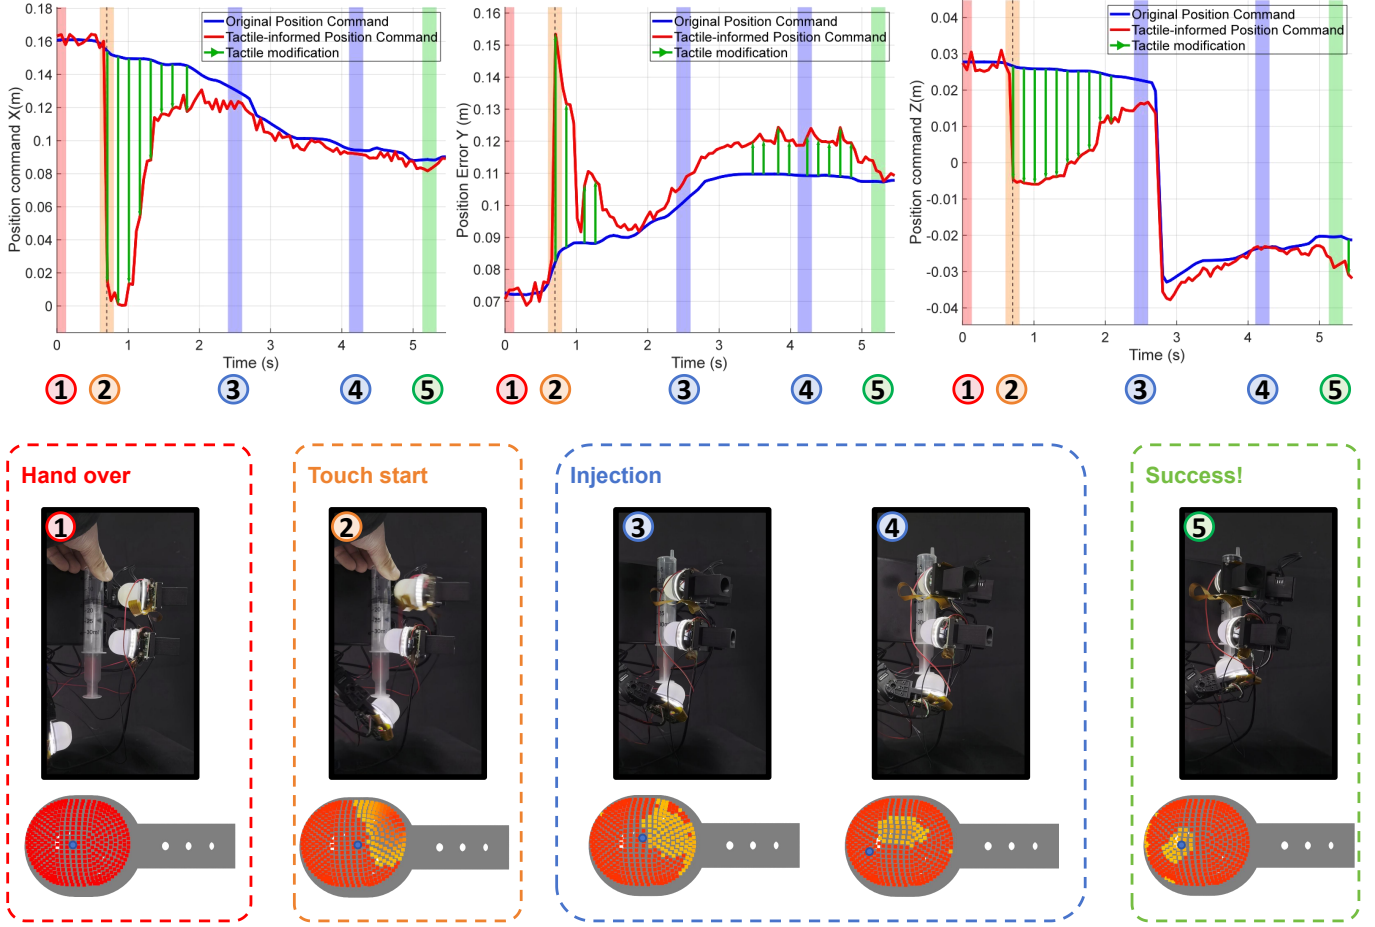 0.18
0.16
0.14
0.12
0.1
0.08
0.06
0.04
0.02
0
Position command X(m)
Original Position Command
Tactile-informed Position Command
Tactile modification
0 1 2 3 4 5
Time (s)
0.16
0.15
0.14
0.13
0.12
0.11
0.1
0.09
0.08
0.07
Position Error Y (m)
Original Position Command
Tactile-informed Position Command
Tactile modification
0 1 2 3 4 5
Time (s)
0.04
0.03
0.02
0.01
0
-0.01
-0.02
-0.03
-0.04
Position command Z(m)
Original Position Command
Tactile-informed Position Command
Tactile modification
0 1 2 3 4 5
Time (s)
1 2 3 4 5
1 2 3 4 5
1 2 3 4 5
Hand over
1
Touch start
2
Injection
3
4
Success!
5